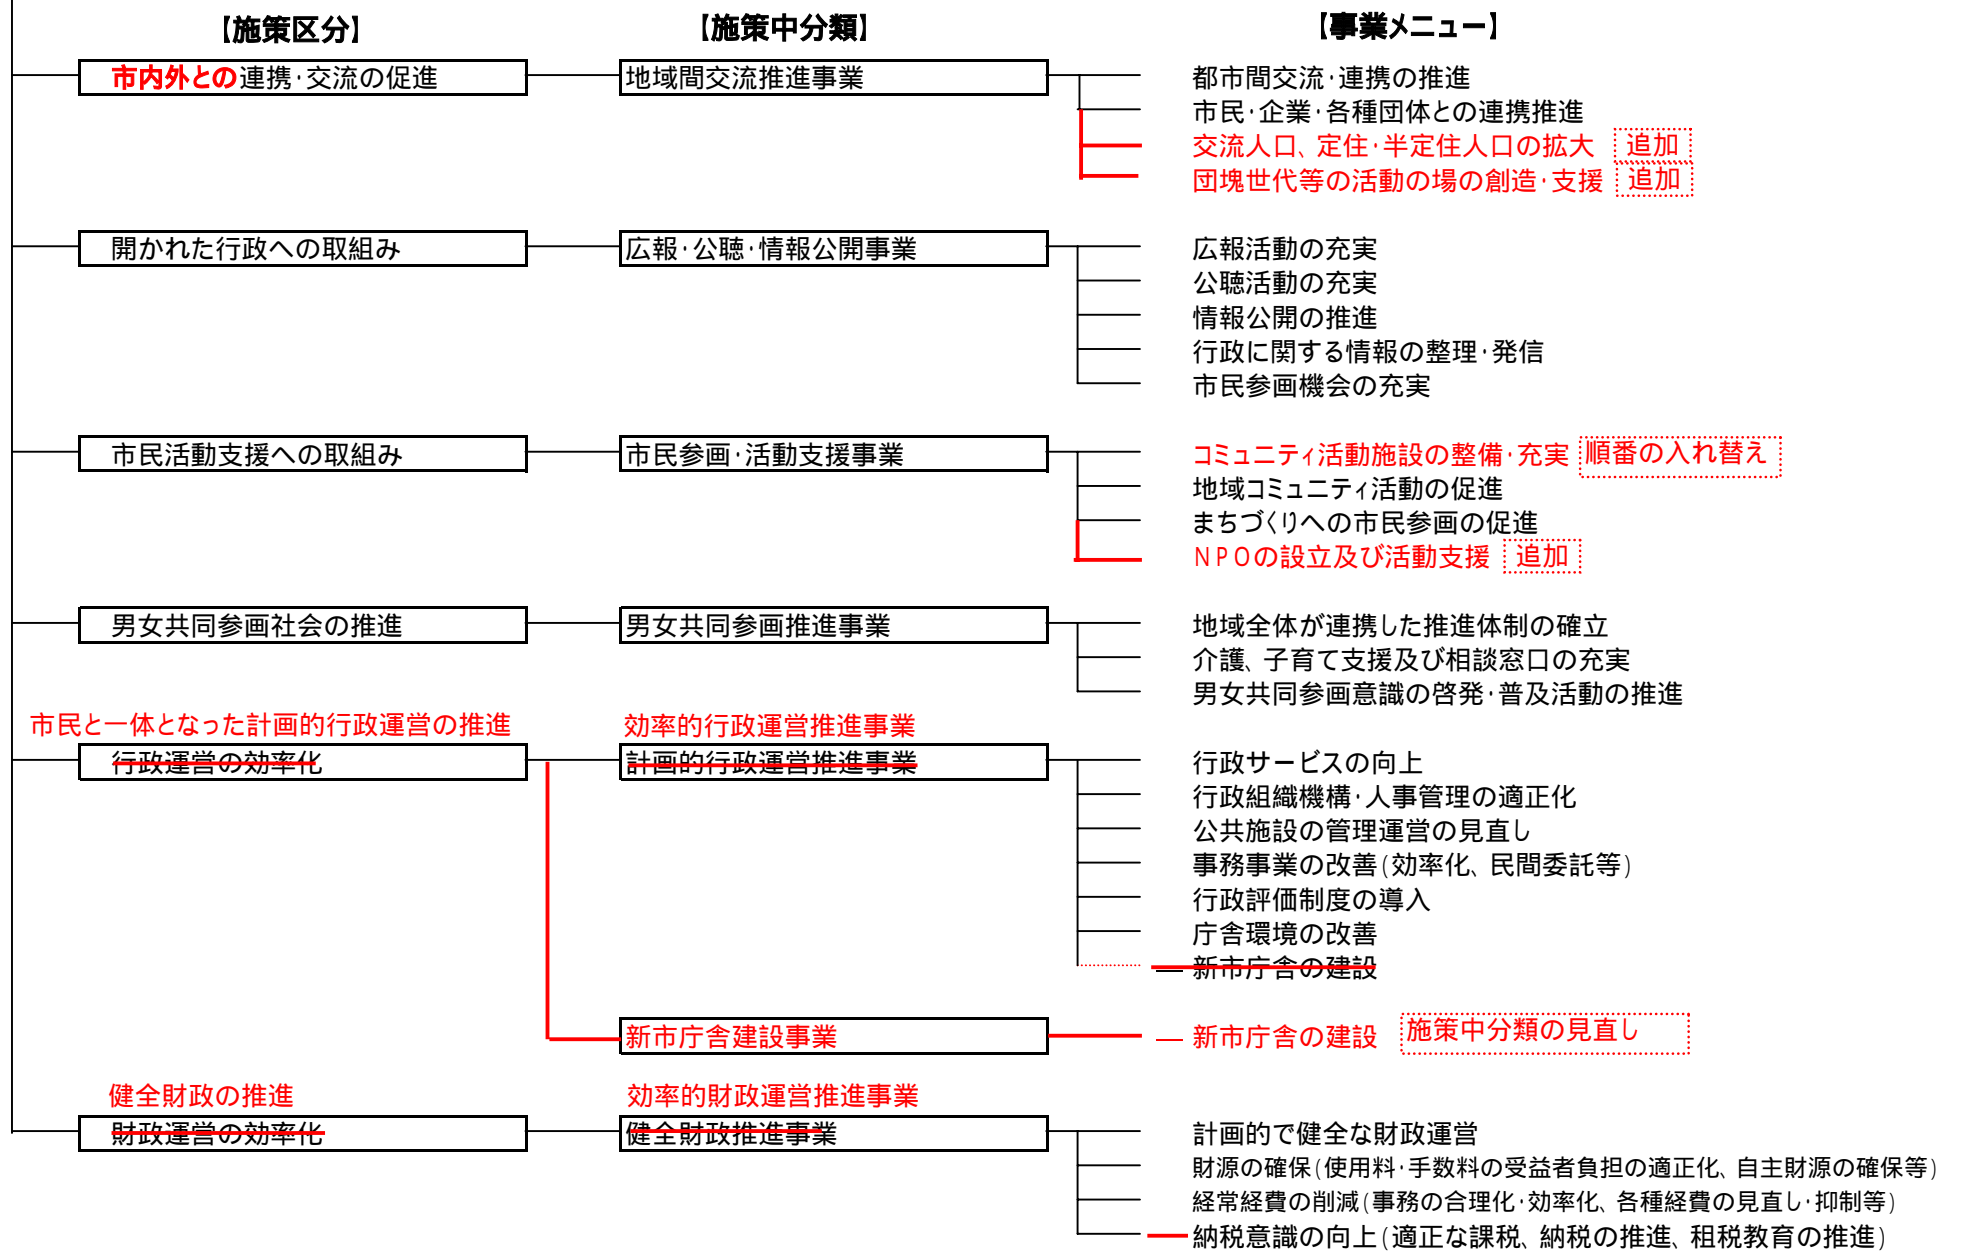 【施策区分】 【施策中分類】 【事業メニュー】
市内外との連携・交流の促進 地域間交流推進事業 都市間交流・連携の推進
市民・企業・各種団体との連携推進
交流人口、定住・半定住人口の拡大 追加
団塊世代等の活動の場の創造・支援 追加
開かれた行政への取組み 広報・公聴・情報公開事業 広報活動の充実
公聴活動の充実
情報公開の推進
行政に関する情報の整理・発信
市民参画機会の充実
市民活動支援への取組み 市民参画・活動支援事業 コミュニティ活動施設の整備・充実 順番の入れ替え
地域コミュニティ活動の促進
まちづくりへの市民参画の促進
NPOの設立及び活動支援 追加
男女共同参画社会の推進 男女共同参画推進事業 地域全体が連携した推進体制の確立
介護、子育て支援及び相談窓口の充実
男女共同参画意識の啓発・普及活動の推進
市民と一体となった計画的行政運営の推進 効率的行政運営推進事業
行政運営の効率化 計画的行政運営推進事業 行政サービスの向上
行政組織機構・人事管理の適正化
公共施設の管理運営の見直し
事務事業の改善(効率化、民間委託等)
行政評価制度の導入
庁舎環境の改善
新市庁舎の建設
新市庁舎建設事業 新市庁舎の建設 施策中分類の見直し
健全財政の推進 効率的財政運営推進事業
財政運営の効率化 健全財政推進事業 計画的で健全な財政運営
財源の確保(使用料・手数料の受益者負担の適正化、自主財源の確保等)
経常経費の削減(事務の合理化・効率化、各種経費の見直し・抑制等)
納税意識の向上(適正な課税、納税の推進、租税教育の推進)